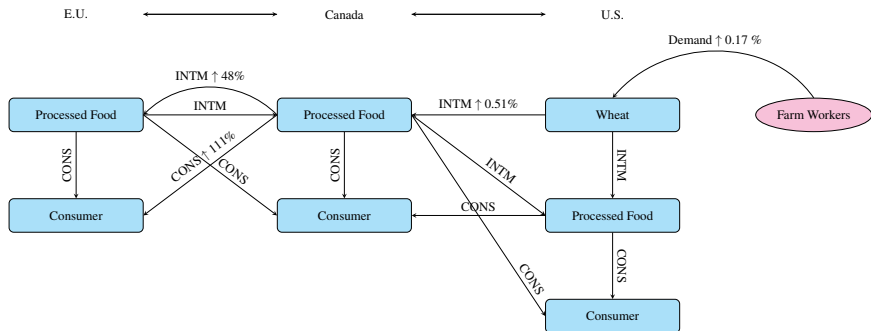 E.U.
Canada
U.S.
Demand ↑ 0.17 %
INTM ↑ 48%
INTM ↑ 0.51%
INTM
Processed Food
Processed Food
Wheat
Farm Workers
CONS
CONS ↑ 111%
CONS
CONS
INTM
INTM
Consumer
Consumer
CONS
Processed Food
CONS
CONS
Consumer